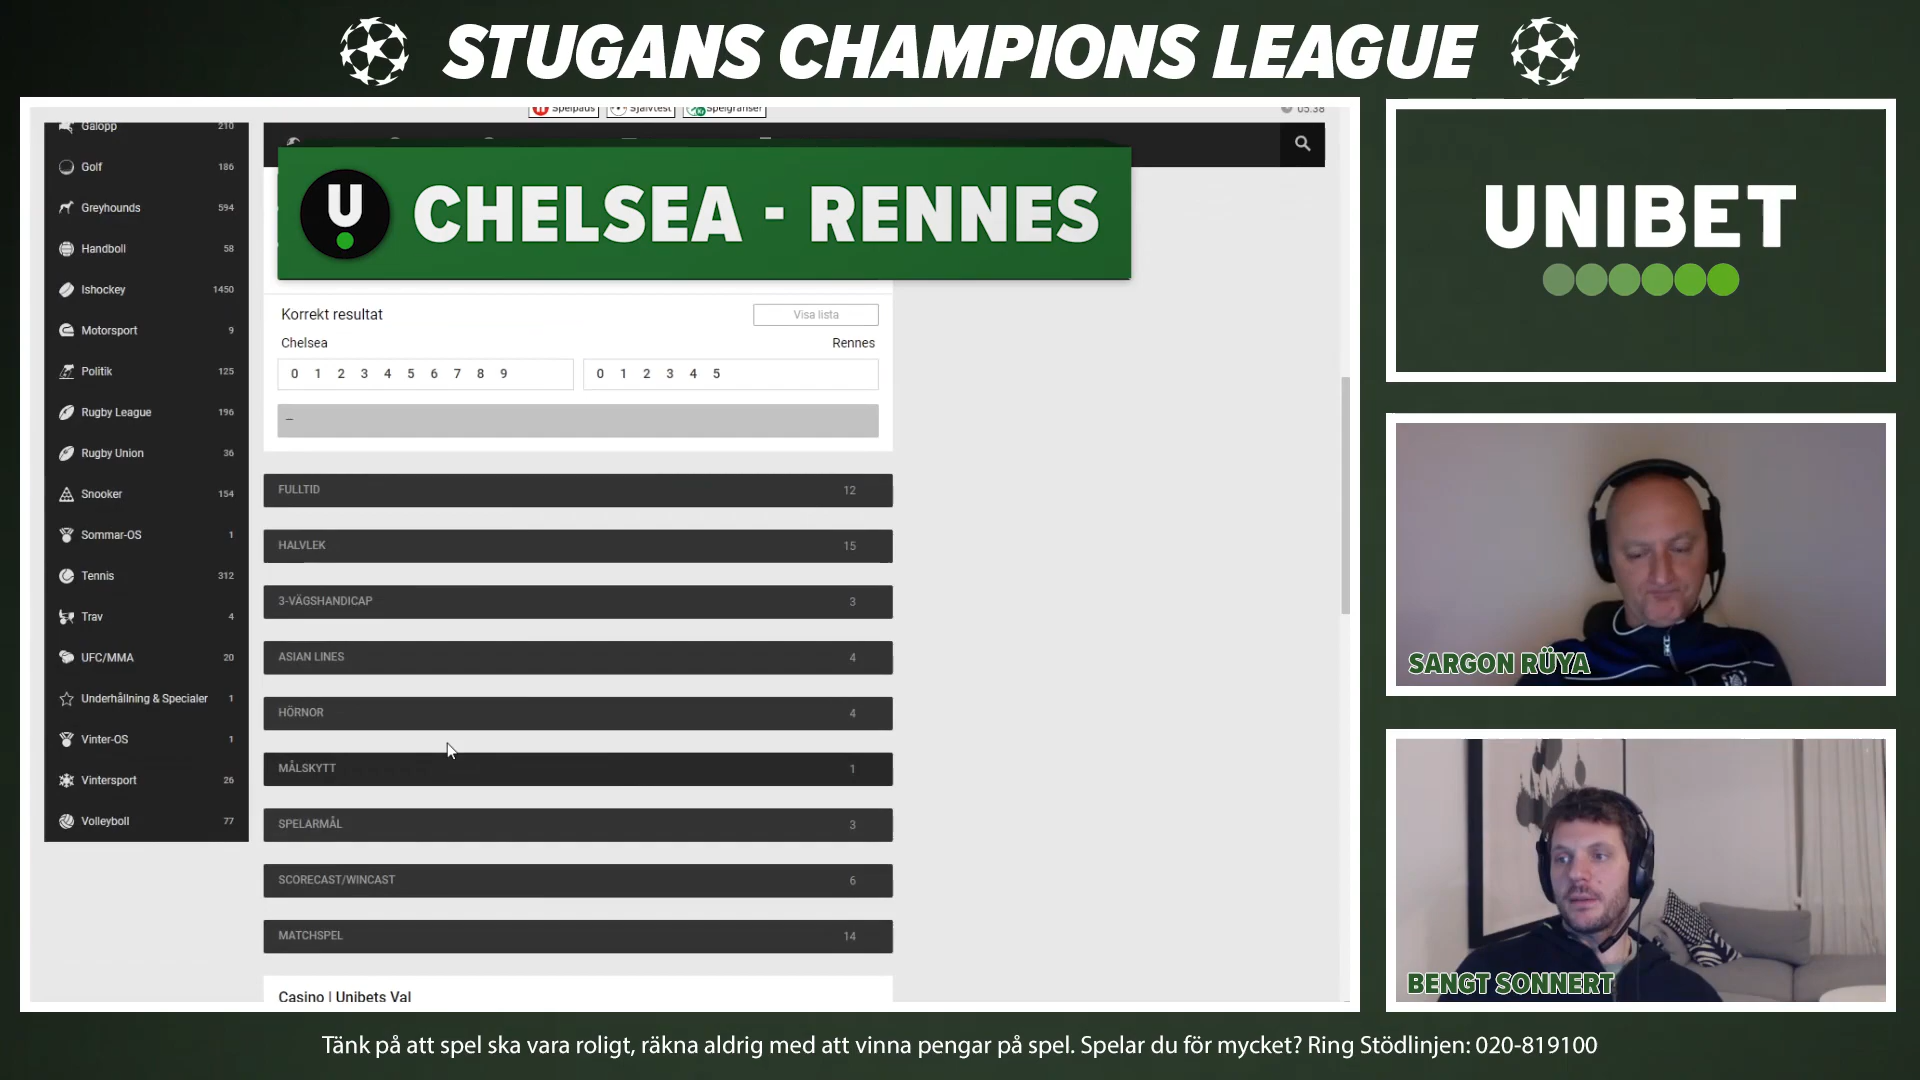 STUGANS CHAMPIONS LEAGUE
Spelpaus Självtest Spelgränser 05:38
Galopp 210
Golf 186
Greyhounds 594
Handboll 58
Ishockey 1450
Motorsport 9
Politik 125
Rugby League 196
Rugby Union 36
Snooker 154
Sommar-OS 1
Tennis 312
Trav 4
UFC/MMA 20
Underhållning & Specialer 1
Vinter-OS 1
Vintersport 26
Volleyboll 77
U CHELSEA - RENNES
Korrekt resultat Visa lista
Chelsea Rennes
0 1 2 3 4 5 6 7 8 9 0 1 2 3 4 5
–
FULLTID 12
HALVLEK 15
3-VÄGSHANDICAP 3
ASIAN LINES 4
HÖRNOR 4
MÅLSKYTT 1
SPELARMÅL 3
SCORECAST/WINCAST 6
MATCHSPEL 14
Casino | Unibets Val
UNIBET
SARGON RÜYA
BENGT SONNERT
Tänk på att spel ska vara roligt, räkna aldrig med att vinna pengar på spel. Spelar du för mycket? Ring Stödlinjen: 020-819100